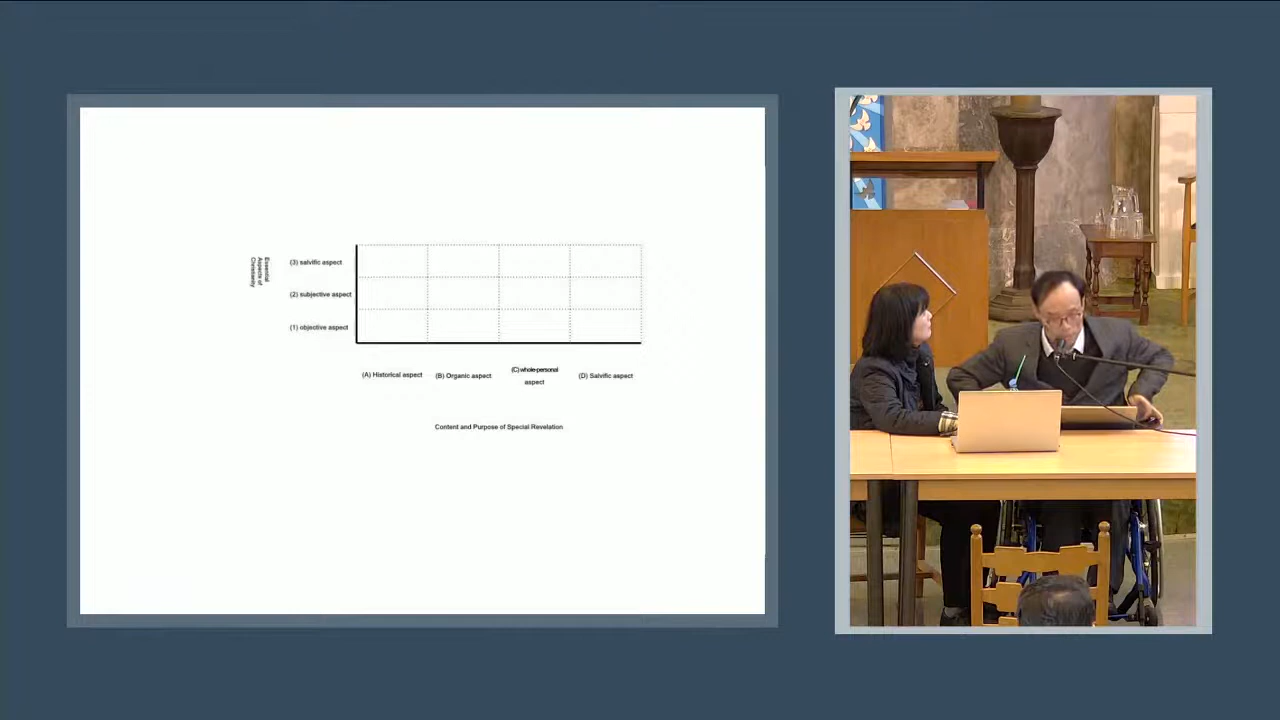 Essential
Aspects of
Christianity
(3) salvific aspect
(2) subjective aspect
(1) objective aspect
(A) Historical aspect
(B) Organic aspect
(C) whole-personal
aspect
(D) Salvific aspect
Content and Purpose of Special Revelation